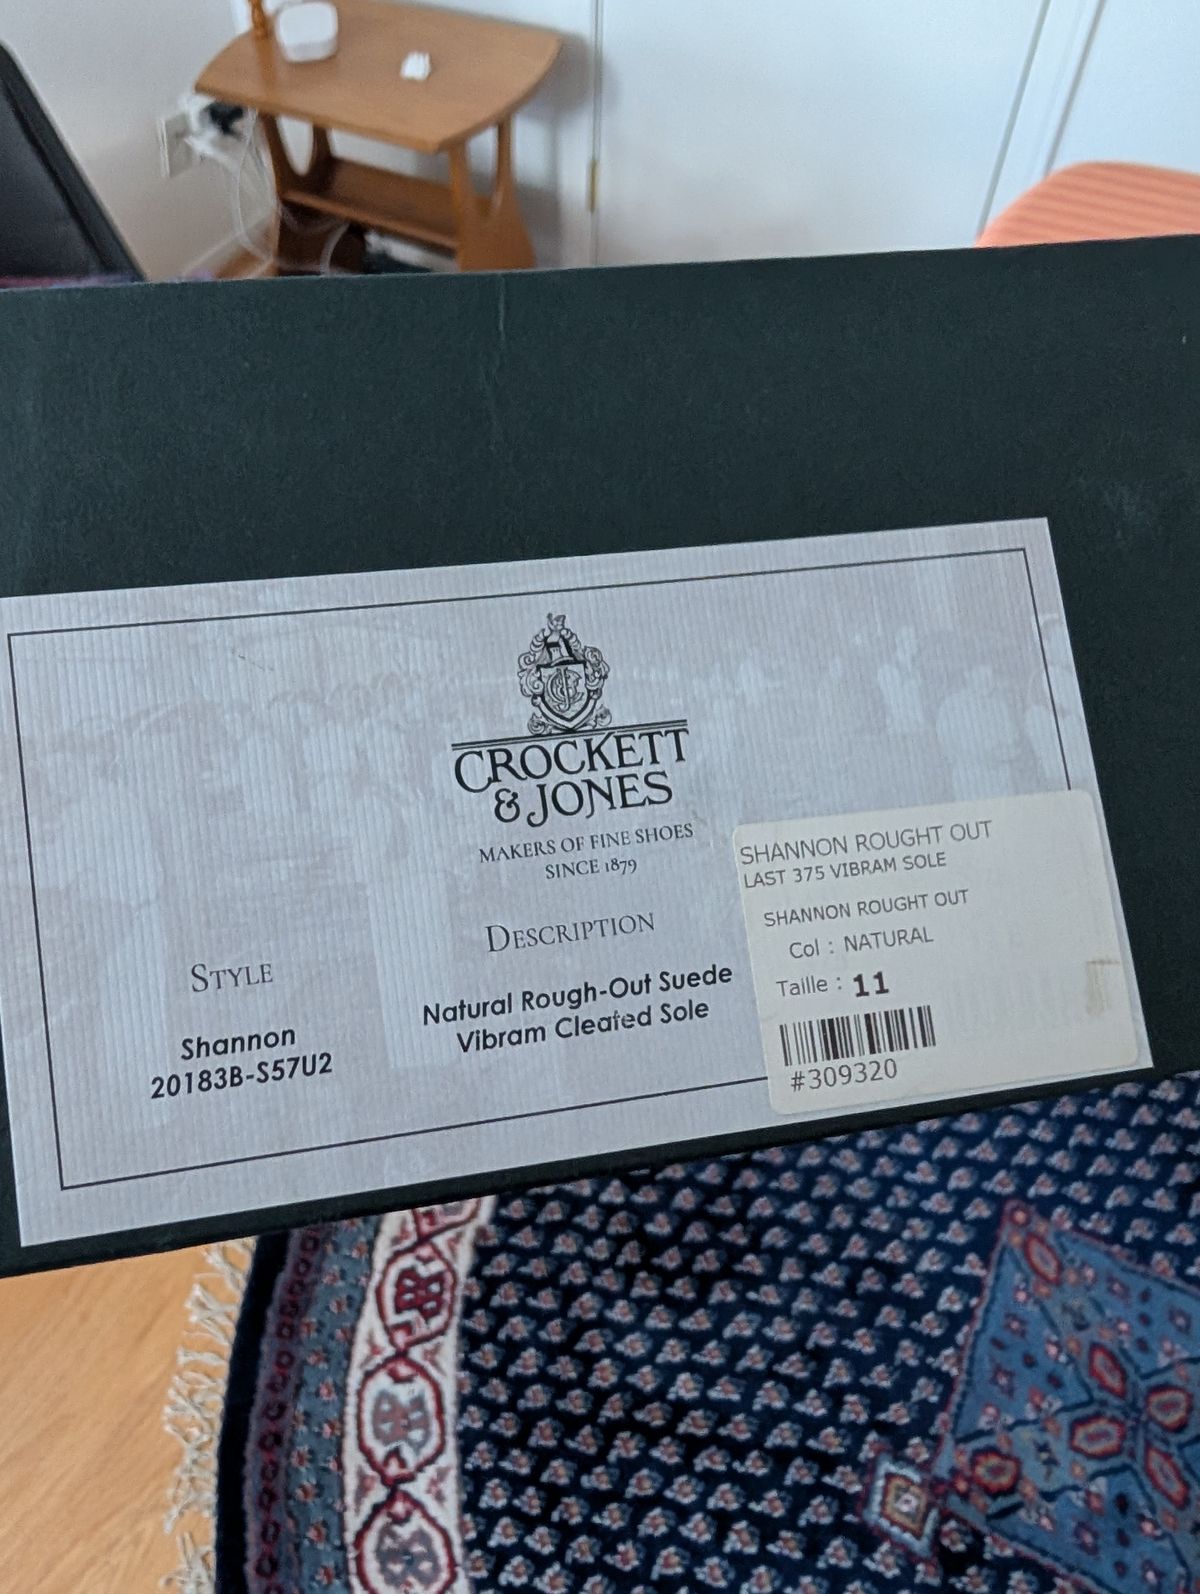 CROCKETT
& JONES
MAKERS OF FINE SHOES
SINCE 1879
STYLE
Shannon
20183B-S57U2
DESCRIPTION
Natural Rough-Out Suede
Vibram Cleated Sole
SHANNON ROUGHT OUT
LAST 375 VIBRAM SOLE
SHANNON ROUGHT OUT
Col : NATURAL
Taille : 11
#309320